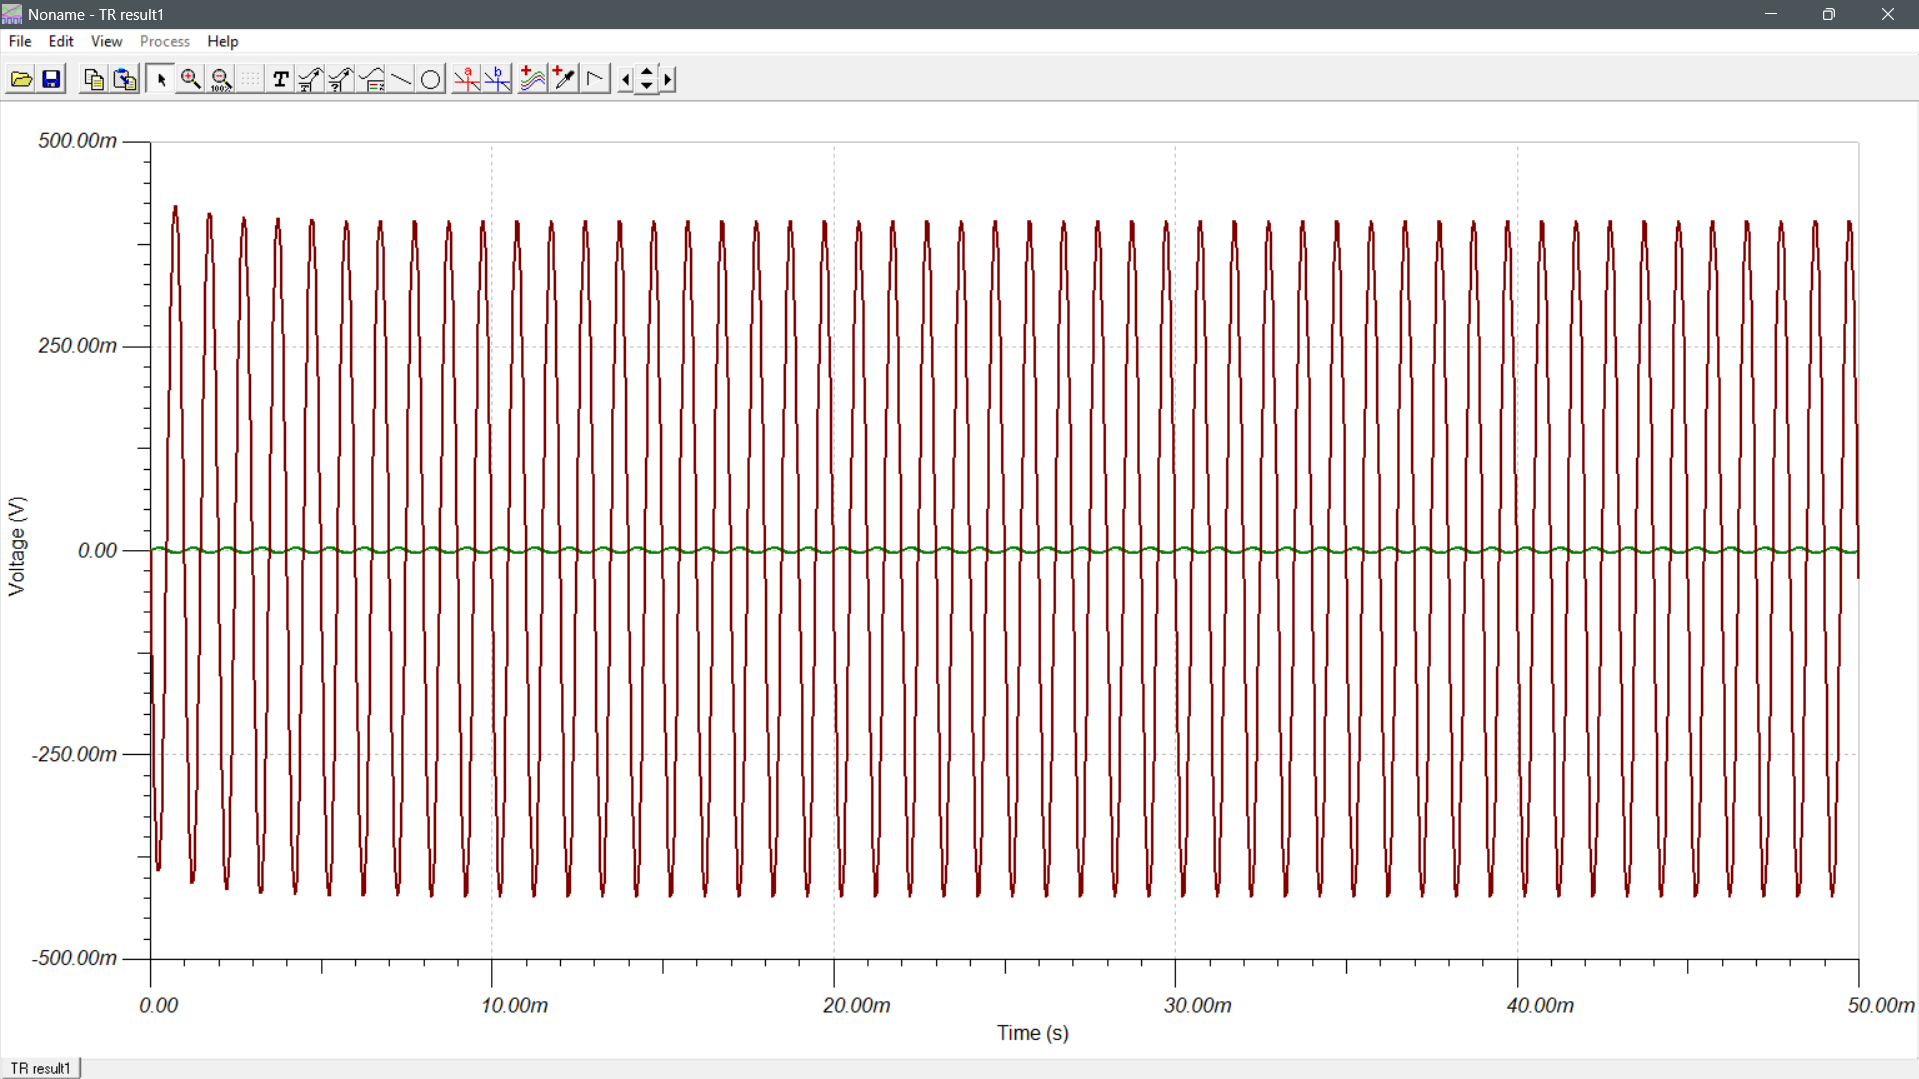 Noname - TR result1
File Edit View Process Help
100% T T ? a b
500.00m
250.00m
0.00
-250.00m
-500.00m
Voltage (V)
0.00 10.00m 20.00m 30.00m 40.00m 50.00m
Time (s)
TR result1